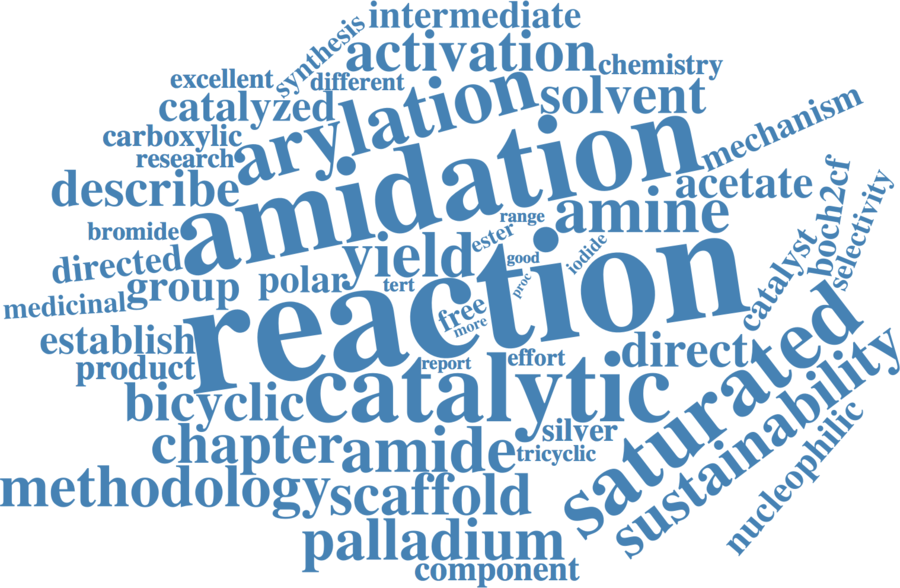 intermediate
synthesis
activation
chemistry
excellent
different
catalyzed
arylation
solvent
carboxylic
research
mechanism
describe
amidation
acetate
amine
boch2cf
selectivity
bromide
range
ester
directed
yield
good
iodide
catalyst
medicinal
group
polar
tert
proc
reaction
free
more
establish
product
report
effort
direct
saturated
bicyclic
catalytic
sustainability
silver
chapter
amide
tricyclic
nucleophilic
methodology
scaffold
palladium
component